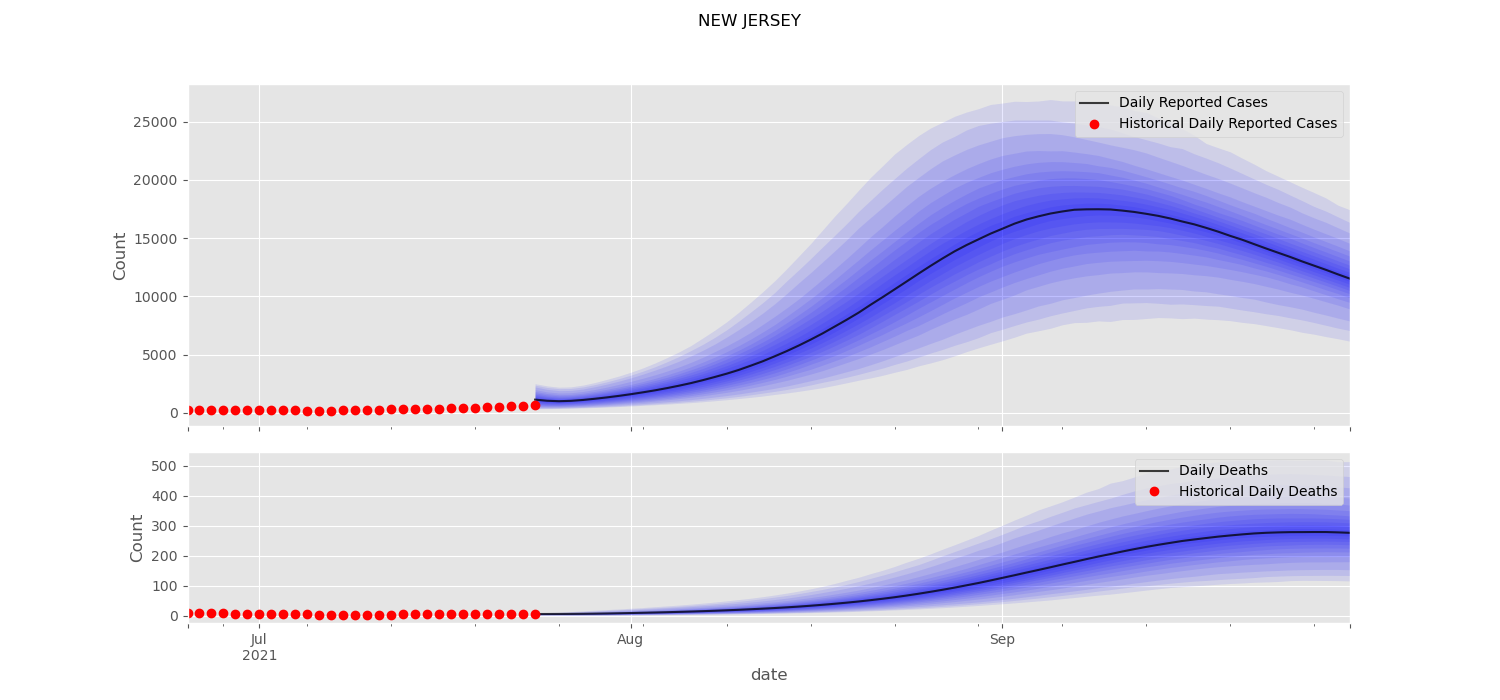 NEW JERSEY
25000
20000
15000
10000
5000
0
Count
Daily Reported Cases
Historical Daily Reported Cases
500
400
300
200
100
0
Count
Daily Deaths
Historical Daily Deaths
Jul
2021
Aug
Sep
date